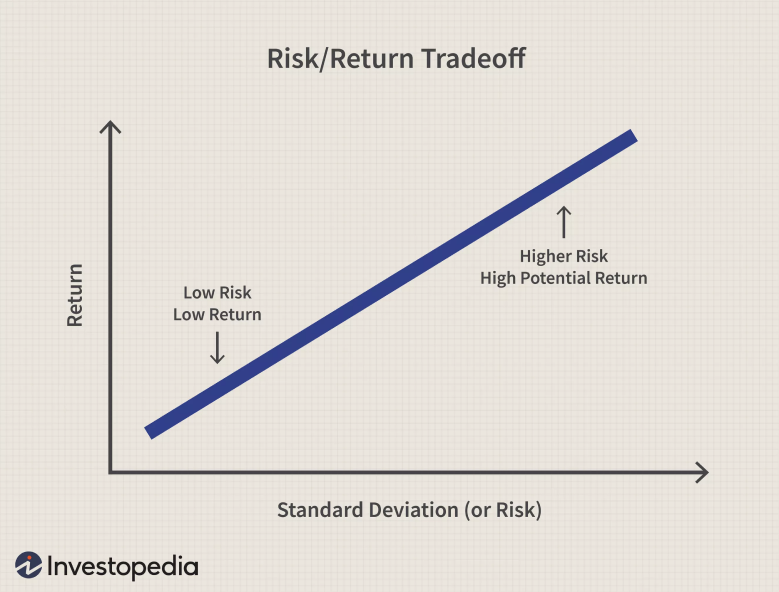 Risk/Return Tradeoff
Return
Low Risk
Low Return
Higher Risk
High Potential Return
Standard Deviation (or Risk)
Investopedia